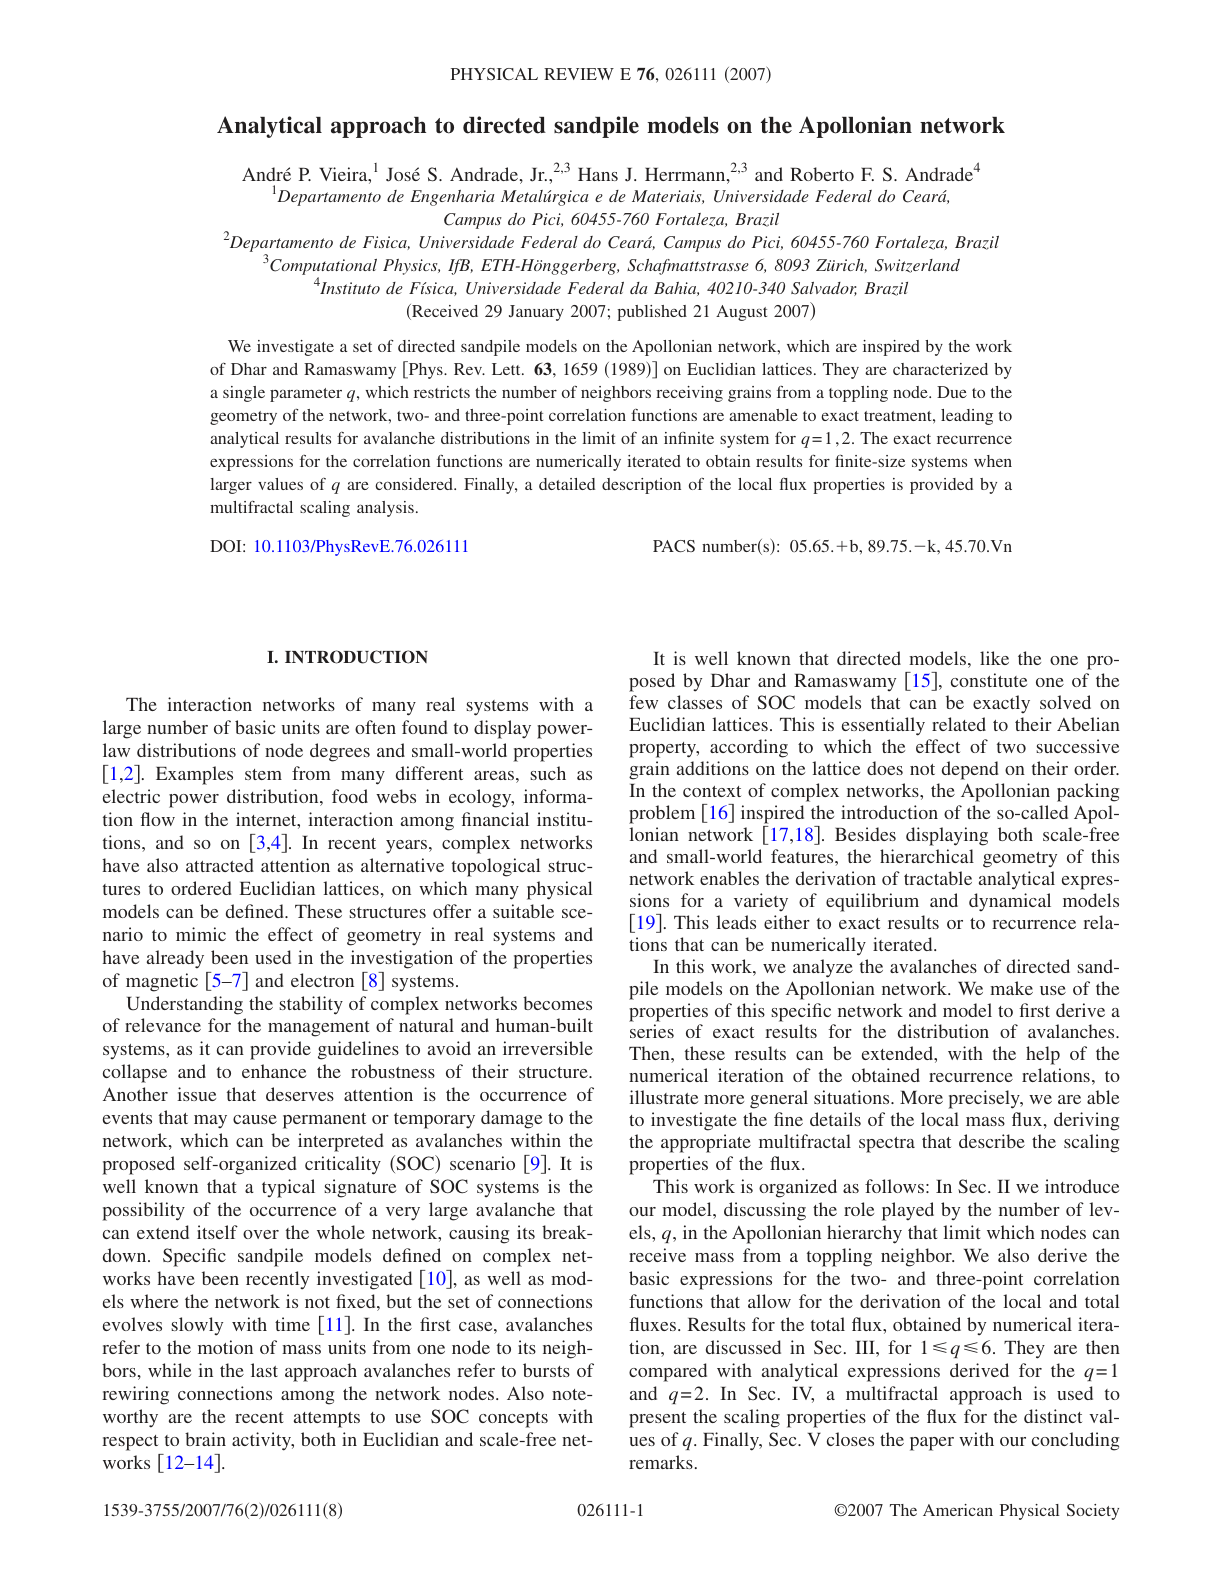 PHYSICAL REVIEW E 76, 026111 (2007)
Analytical approach to directed sandpile models on the Apollonian network
André P. Vieira,1 José S. Andrade, Jr.,2,3 Hans J. Herrmann,2,3 and Roberto F. S. Andrade4
1Departamento de Engenharia Metalúrgica e de Materiais, Universidade Federal do Ceará,
Campus do Pici, 60455-760 Fortaleza, Brazil
2Departamento de Fisica, Universidade Federal do Ceará, Campus do Pici, 60455-760 Fortaleza, Brazil
3Computational Physics, IfB, ETH-Hönggerberg, Schafmattstrasse 6, 8093 Zürich, Switzerland
4Instituto de Física, Universidade Federal da Bahia, 40210-340 Salvador, Brazil
(Received 29 January 2007; published 21 August 2007)
We investigate a set of directed sandpile models on the Apollonian network, which are inspired by the work
of Dhar and Ramaswamy [Phys. Rev. Lett. 63, 1659 (1989)] on Euclidian lattices. They are characterized by
a single parameter q, which restricts the number of neighbors receiving grains from a toppling node. Due to the
geometry of the network, two- and three-point correlation functions are amenable to exact treatment, leading to
analytical results for avalanche distributions in the limit of an infinite system for q=1,2. The exact recurrence
expressions for the correlation functions are numerically iterated to obtain results for finite-size systems when
larger values of q are considered. Finally, a detailed description of the local flux properties is provided by a
multifractal scaling analysis.
DOI: 10.1103/PhysRevE.76.026111
PACS number(s): 05.65.+b, 89.75.−k, 45.70.Vn
I. INTRODUCTION
The interaction networks of many real systems with a
large number of basic units are often found to display power-
law distributions of node degrees and small-world properties
[1,2]. Examples stem from many different areas, such as
electric power distribution, food webs in ecology, informa-
tion flow in the internet, interaction among financial institu-
tions, and so on [3,4]. In recent years, complex networks
have also attracted attention as alternative topological struc-
tures to ordered Euclidian lattices, on which many physical
models can be defined. These structures offer a suitable sce-
nario to mimic the effect of geometry in real systems and
have already been used in the investigation of the properties
of magnetic [5–7] and electron [8] systems.
Understanding the stability of complex networks becomes
of relevance for the management of natural and human-built
systems, as it can provide guidelines to avoid an irreversible
collapse and to enhance the robustness of their structure.
Another issue that deserves attention is the occurrence of
events that may cause permanent or temporary damage to the
network, which can be interpreted as avalanches within the
proposed self-organized criticality (SOC) scenario [9]. It is
well known that a typical signature of SOC systems is the
possibility of the occurrence of a very large avalanche that
can extend itself over the whole network, causing its break-
down. Specific sandpile models defined on complex net-
works have been recently investigated [10], as well as mod-
els where the network is not fixed, but the set of connections
evolves slowly with time [11]. In the first case, avalanches
refer to the motion of mass units from one node to its neigh-
bors, while in the last approach avalanches refer to bursts of
rewiring connections among the network nodes. Also note-
worthy are the recent attempts to use SOC concepts with
respect to brain activity, both in Euclidian and scale-free net-
works [12–14].
It is well known that directed models, like the one pro-
posed by Dhar and Ramaswamy [15], constitute one of the
few classes of SOC models that can be exactly solved on
Euclidian lattices. This is essentially related to their Abelian
property, according to which the effect of two successive
grain additions on the lattice does not depend on their order.
In the context of complex networks, the Apollonian packing
problem [16] inspired the introduction of the so-called Apol-
lonian network [17,18]. Besides displaying both scale-free
and small-world features, the hierarchical geometry of this
network enables the derivation of tractable analytical expres-
sions for a variety of equilibrium and dynamical models
[19]. This leads either to exact results or to recurrence rela-
tions that can be numerically iterated.
In this work, we analyze the avalanches of directed sand-
pile models on the Apollonian network. We make use of the
properties of this specific network and model to first derive a
series of exact results for the distribution of avalanches.
Then, these results can be extended, with the help of the
numerical iteration of the obtained recurrence relations, to
illustrate more general situations. More precisely, we are able
to investigate the fine details of the local mass flux, deriving
the appropriate multifractal spectra that describe the scaling
properties of the flux.
This work is organized as follows: In Sec. II we introduce
our model, discussing the role played by the number of lev-
els, q, in the Apollonian hierarchy that limit which nodes can
receive mass from a toppling neighbor. We also derive the
basic expressions for the two- and three-point correlation
functions that allow for the derivation of the local and total
fluxes. Results for the total flux, obtained by numerical itera-
tion, are discussed in Sec. III, for 1≤q≤6. They are then
compared with analytical expressions derived for the q=1
and q=2. In Sec. IV, a multifractal approach is used to
present the scaling properties of the flux for the distinct val-
ues of q. Finally, Sec. V closes the paper with our concluding
remarks.
1539-3755/2007/76(2)/026111(8)
026111-1
©2007 The American Physical Society